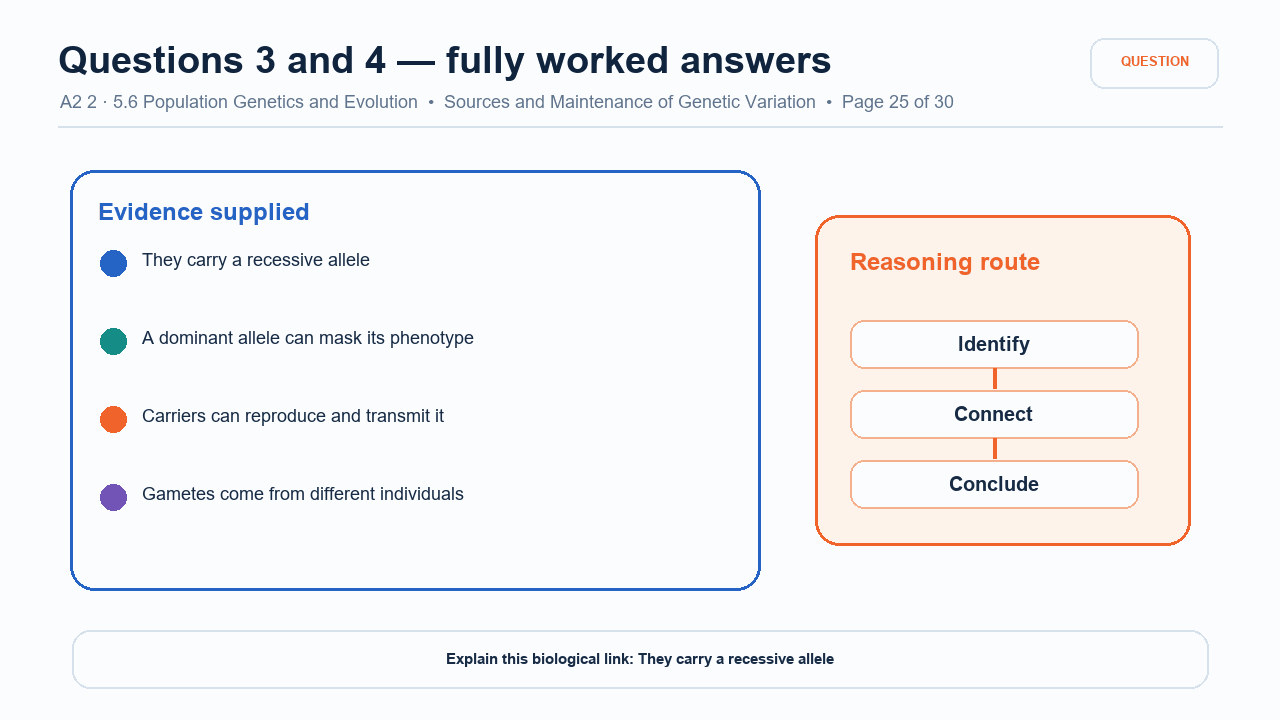 Questions 3 and 4 — fully worked answers
QUESTION
A2 2 · 5.6 Population Genetics and Evolution • Sources and Maintenance of Genetic Variation • Page 25 of 30
Evidence supplied
They carry a recessive allele
A dominant allele can mask its phenotype
Carriers can reproduce and transmit it
Gametes come from different individuals
Reasoning route
Identify
Connect
Conclude
Explain this biological link: They carry a recessive allele